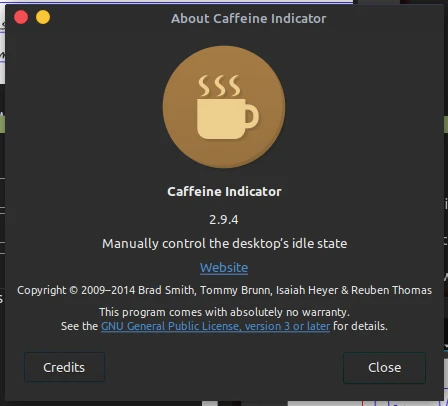 About Caffeine Indicator
Caffeine Indicator
2.9.4
Manually control the desktop's idle state
Website
Copyright © 2009–2014 Brad Smith, Tommy Brunn, Isaiah Heyer & Reuben Thomas
This program comes with absolutely no warranty.
See the GNU General Public License, version 3 or later for details.
Credits
Close